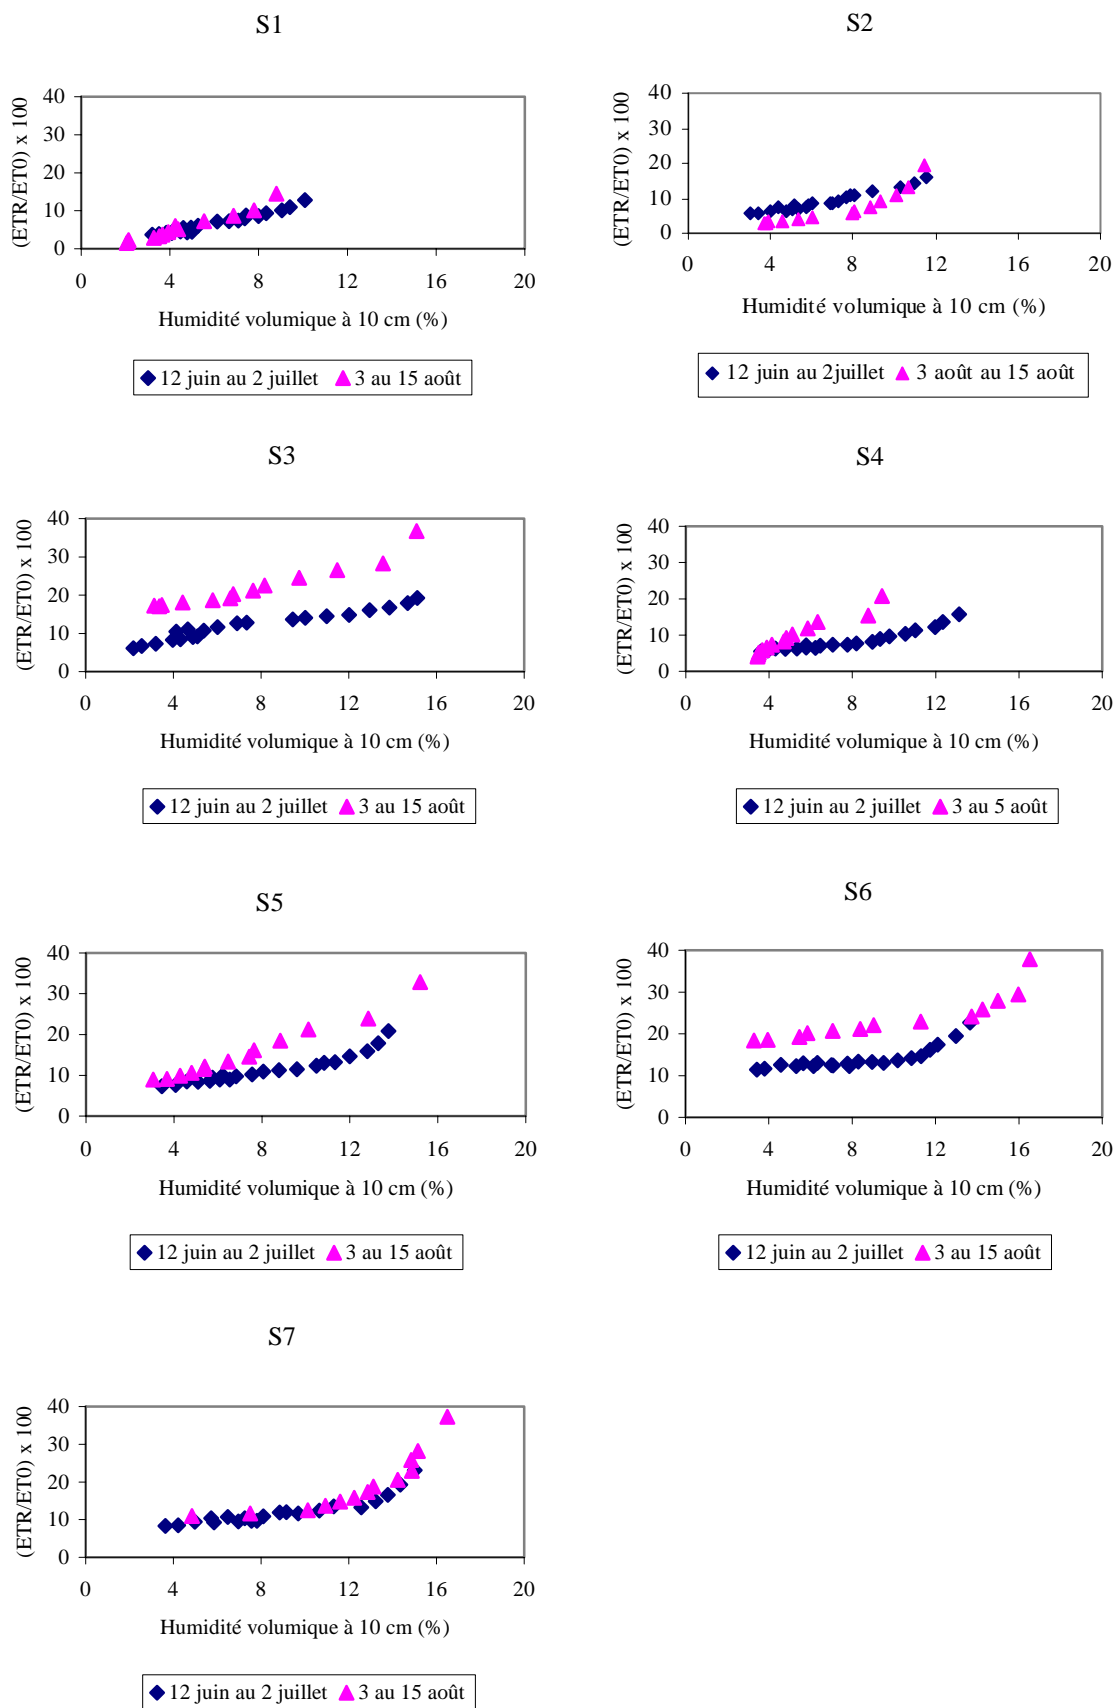 S1
(ETR/ET0) x 100
40
30
20
10
0
0 4 8 12 16 20
Humidité volumique à 10 cm (%)
12 juin au 2 juillet 3 au 15 août
S2
(ETR/ET0) x 100
40
30
20
10
0
0 4 8 12 16 20
Humidité volumique à 10 cm (%)
12 juin au 2juillet 3 août au 15 août
S3
(ETR/ET0) x 100
40
30
20
10
0
0 4 8 12 16 20
Humidité volumique à 10 cm (%)
12 juin au 2 juillet 3 au 15 août
S4
(ETR/ET0) x 100
40
30
20
10
0
0 4 8 12 16 20
Humidité volumique à 10 cm (%)
12 juin au 2 juillet 3 au 5 août
S5
(ETR/ET0) x 100
40
30
20
10
0
0 4 8 12 16 20
Humidité volumique à 10 cm (%)
12 juin au 2 juillet 3 au 15 août
S6
(ETR/ET0) x 100
40
30
20
10
0
0 4 8 12 16 20
Humidité volumique à 10 cm (%)
12 juin au 2 juillet 3 au 15 août
S7
(ETR/ET0) x 100
40
30
20
10
0
0 4 8 12 16 20
Humidité volumique à 10 cm (%)
12 juin au 2 juillet 3 au 15 août